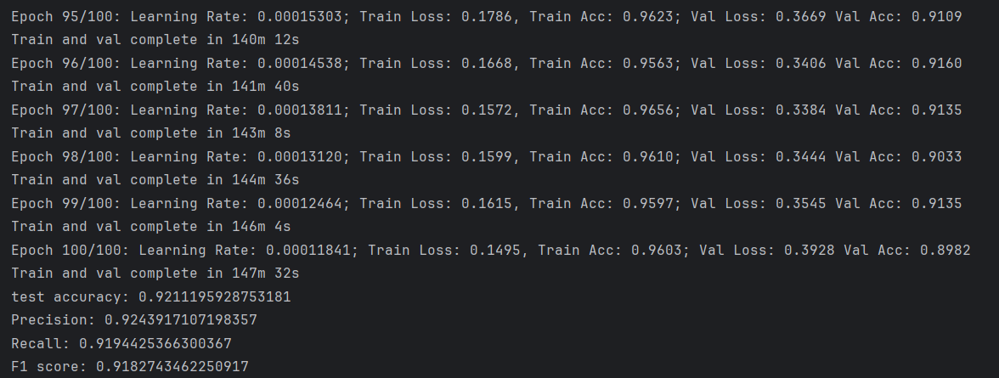 Epoch 95/100: Learning Rate: 0.00015303; Train Loss: 0.1786, Train Acc: 0.9623; Val Loss: 0.3669 Val Acc: 0.9109
Train and val complete in 140m 12s
Epoch 96/100: Learning Rate: 0.00014538; Train Loss: 0.1668, Train Acc: 0.9563; Val Loss: 0.3406 Val Acc: 0.9160
Train and val complete in 141m 40s
Epoch 97/100: Learning Rate: 0.00013811; Train Loss: 0.1572, Train Acc: 0.9656; Val Loss: 0.3384 Val Acc: 0.9135
Train and val complete in 143m 8s
Epoch 98/100: Learning Rate: 0.00013120; Train Loss: 0.1599, Train Acc: 0.9610; Val Loss: 0.3444 Val Acc: 0.9033
Train and val complete in 144m 36s
Epoch 99/100: Learning Rate: 0.00012464; Train Loss: 0.1615, Train Acc: 0.9597; Val Loss: 0.3545 Val Acc: 0.9135
Train and val complete in 146m 4s
Epoch 100/100: Learning Rate: 0.00011841; Train Loss: 0.1495, Train Acc: 0.9603; Val Loss: 0.3928 Val Acc: 0.8982
Train and val complete in 147m 32s
test accuracy: 0.9211195928753181
Precision: 0.9243917107198357
Recall: 0.9194425366300367
F1 score: 0.9182743462250917